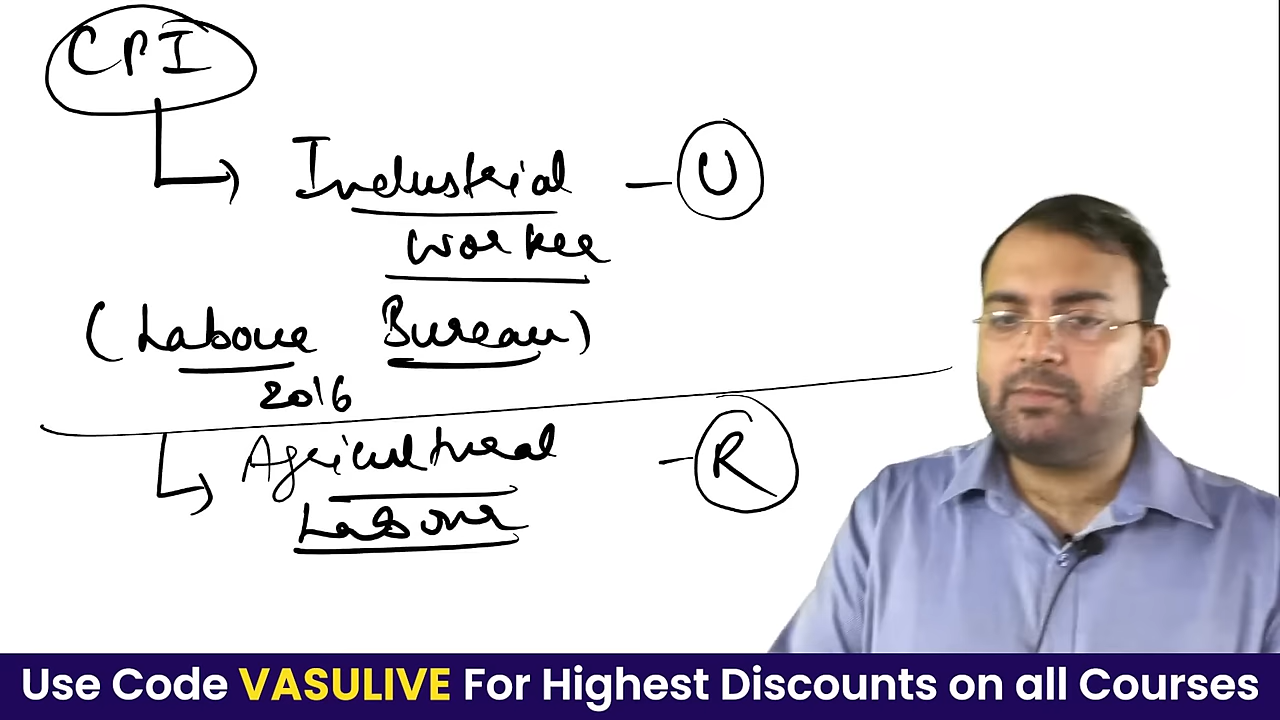 CPI
Industrial - U
Worker
(Labour Bureau)
2016
Agricultural - R
Labour
Use Code VASULIVE For Highest Discounts on all Courses